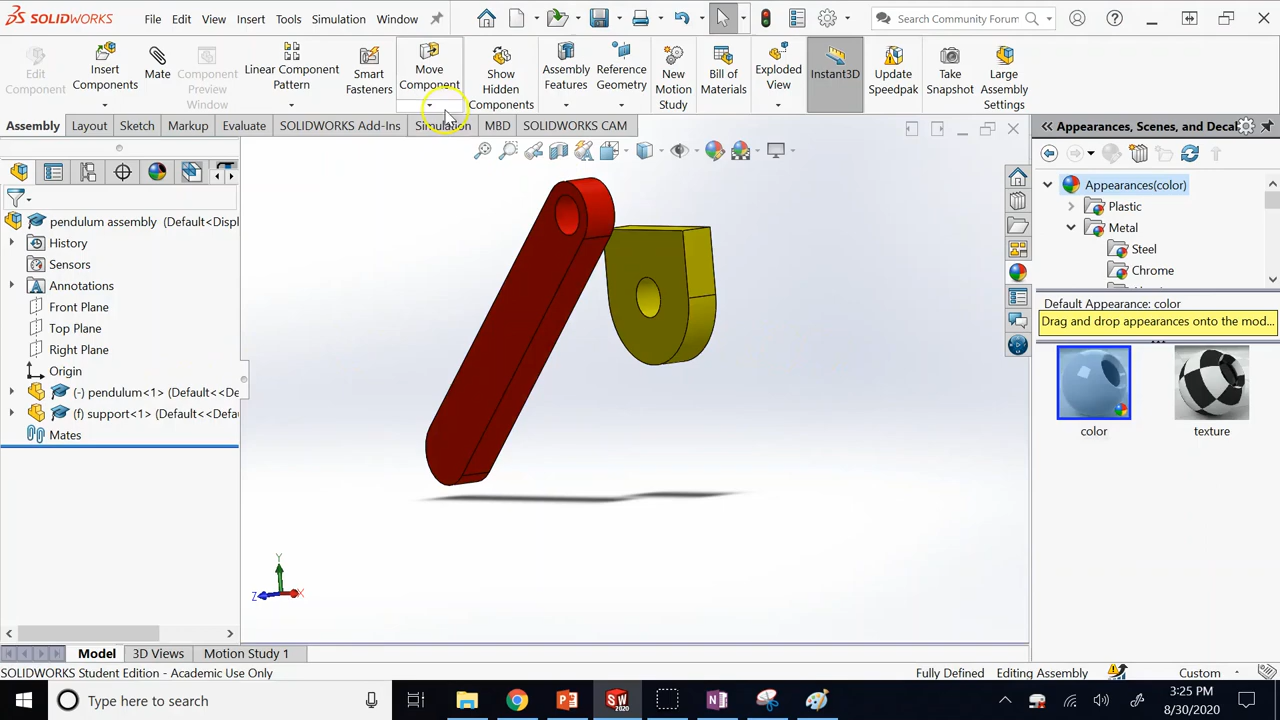 SOLIDWORKS File Edit View Insert Tools Simulation Window Search Community Forum
Edit Component
Insert Components
Mate
Component Preview Window
Linear Component Pattern
Smart Fasteners
Move Component
Show Hidden Components
Assembly Features
Reference Geometry
New Motion Study
Bill of Materials
Exploded View
Instant3D
Update Speedpak
Take Snapshot
Large Assembly Settings
Assembly Layout Sketch Markup Evaluate SOLIDWORKS Add-Ins Simulation MBD SOLIDWORKS CAM
Appearances, Scenes, and Decal
pendulum assembly (Default<Displ
History
Sensors
Annotations
Front Plane
Top Plane
Right Plane
Origin
(-) pendulum<1> (Default<<De
(f) support<1> (Default<<Defau
Mates
Y
Z
X
Appearances(color)
Plastic
Metal
Steel
Chrome
Default Appearance: color
Drag and drop appearances onto the mod...
color
texture
Model 3D Views Motion Study 1
SOLIDWORKS Student Edition - Academic Use Only
Fully Defined Editing Assembly Custom
Type here to search
3:25 PM
8/30/2020